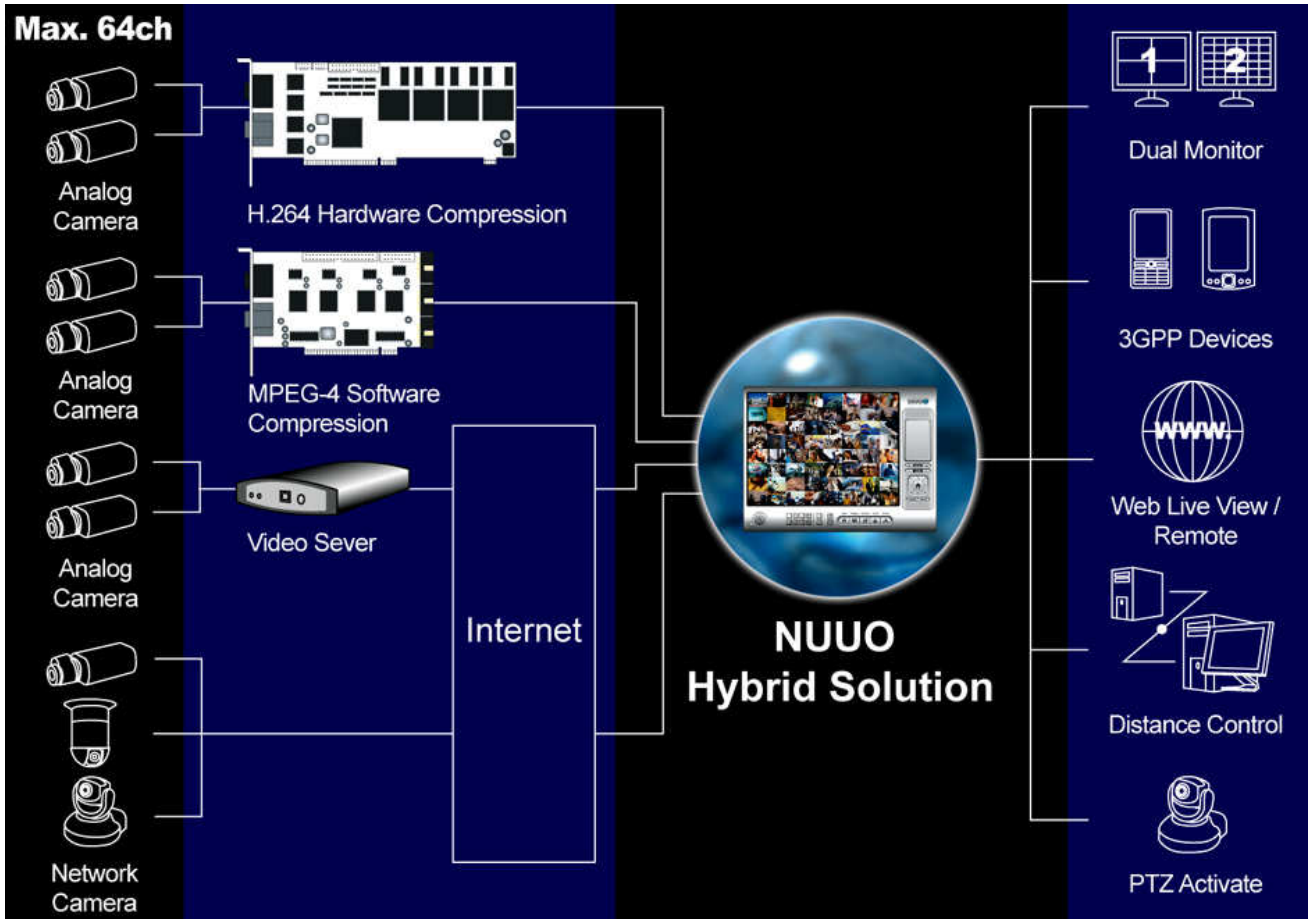 Max. 64ch
Analog
Camera
H.264 Hardware Compression
Analog
Camera
MPEG-4 Software
Compression
Analog
Camera
Video Sever
Network
Camera
Internet
NUUO
Hybrid Solution
1
2
Dual Monitor
3GPP Devices
www.
Web Live View /
Remote
Distance Control
PTZ Activate